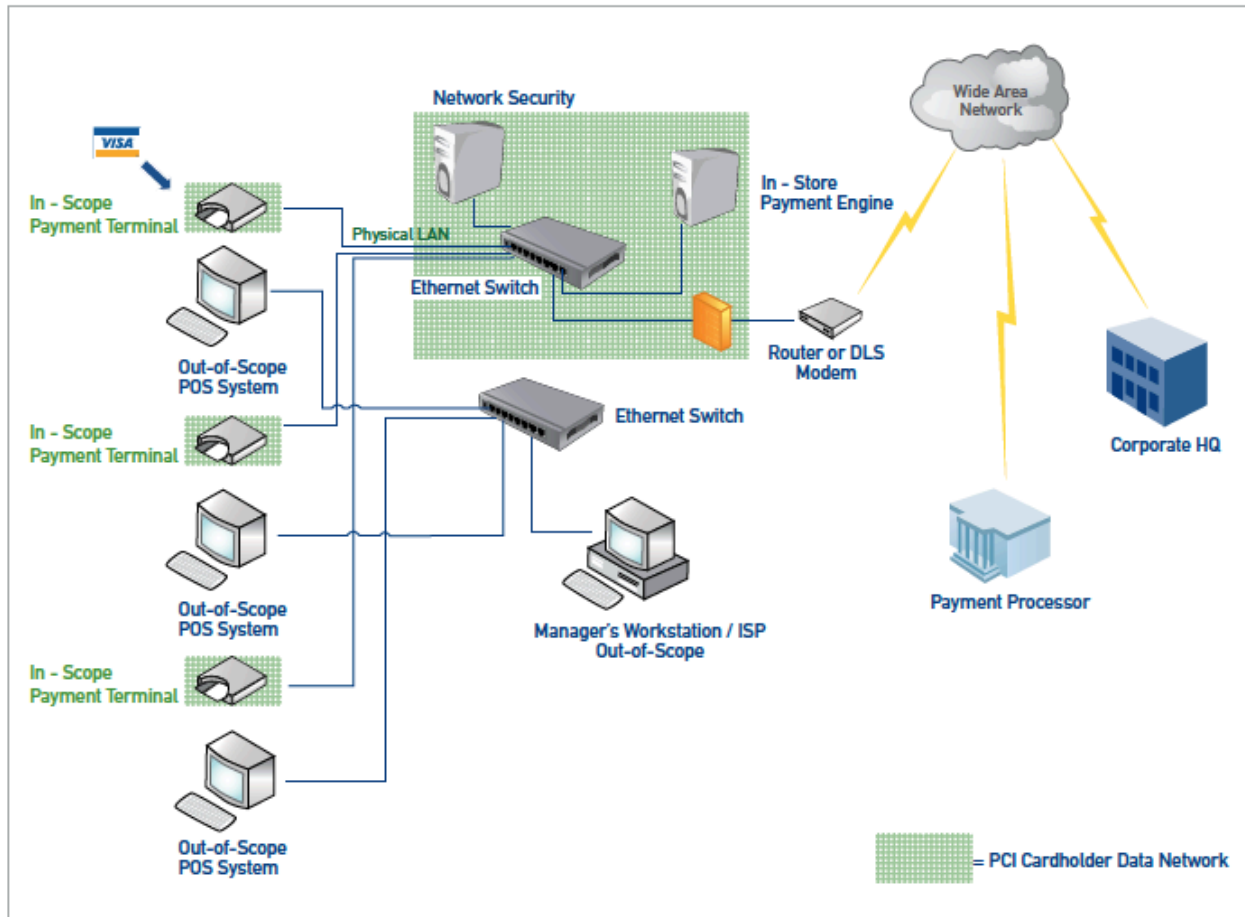 Network Security
Wide Area
Network
VISA
In - Scope
Payment Terminal
In - Store
Payment Engine
Physical LAN
Ethernet Switch
Out-of-Scope
POS System
Router or DLS
Modem
Ethernet Switch
In - Scope
Payment Terminal
Corporate HQ
Out-of-Scope
POS System
Payment Processor
Manager's Workstation / ISP
Out-of-Scope
In - Scope
Payment Terminal
Out-of-Scope
POS System
= PCI Cardholder Data Network